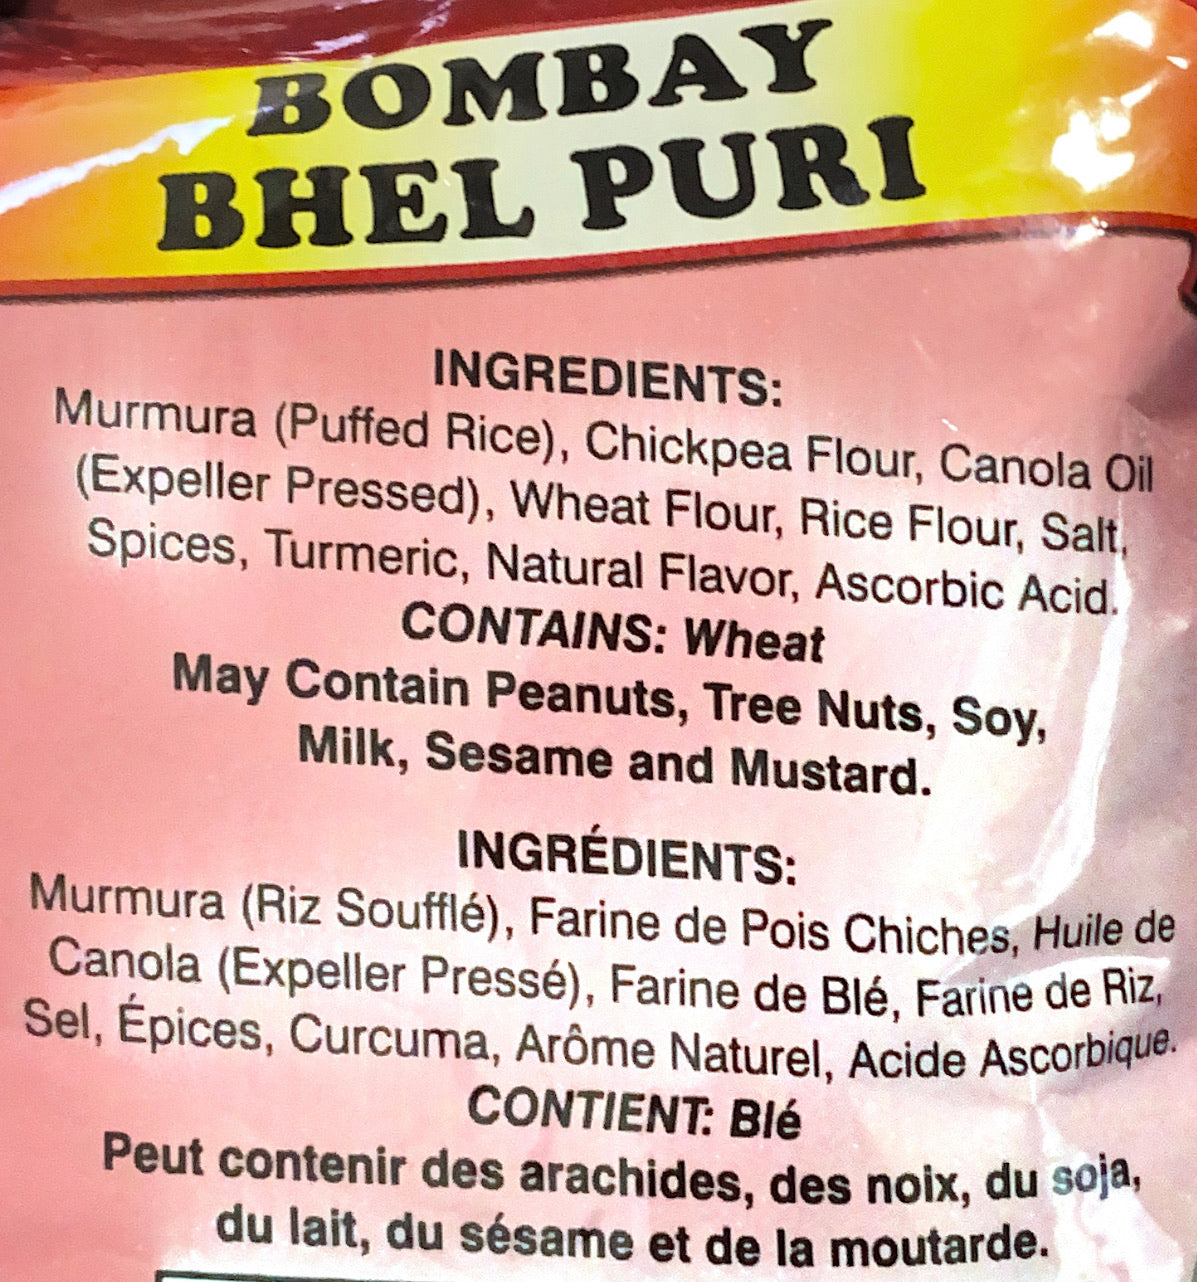 BOMBAY
BHEL PURI
INGREDIENTS:
Murmura (Puffed Rice), Chickpea Flour, Canola Oil
(Expeller Pressed), Wheat Flour, Rice Flour, Salt,
Spices, Turmeric, Natural Flavor, Ascorbic Acid.
CONTAINS: Wheat
May Contain Peanuts, Tree Nuts, Soy,
Milk, Sesame and Mustard.
INGRÉDIENTS:
Murmura (Riz Soufflé), Farine de Pois Chiches, Huile de
Canola (Expeller Pressé), Farine de Blé, Farine de Riz,
Sel, Épices, Curcuma, Arôme Naturel, Acide Ascorbique.
CONTIENT: Blé
Peut contenir des arachides, des noix, du soja,
du lait, du sésame et de la moutarde.